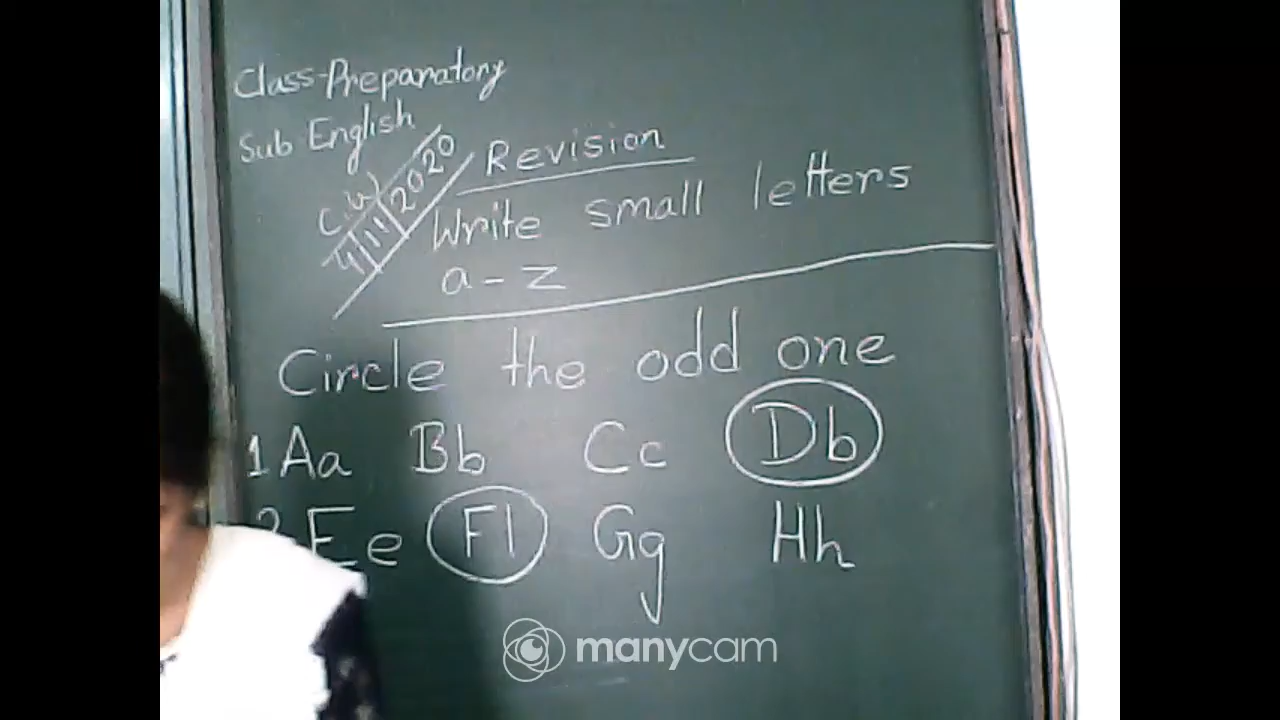 Class-Preparatory
Sub English
C.W
4/11/2020
Revision
Write small letters
a - z
Circle the odd one
1 Aa Bb Cc Db
2 Ee Fl Gg Hh
manycam